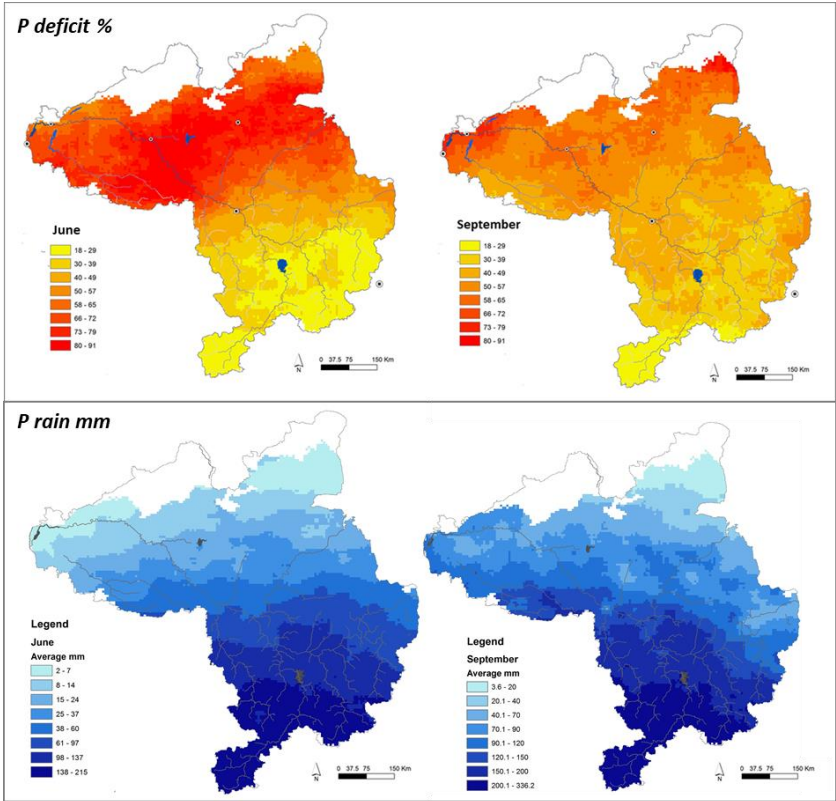 P deficit %
June
18 - 29
30 - 39
40 - 49
50 - 57
58 - 65
66 - 72
73 - 79
80 - 91
N
0 37.5 75 150 Km
September
18 - 29
30 - 39
40 - 49
50 - 57
58 - 65
66 - 72
73 - 79
80 - 91
N
0 37.5 75 150 Km
P rain mm
Legend
June
Average mm
2 - 7
8 - 14
15 - 24
25 - 37
38 - 60
61 - 97
98 - 137
138 - 215
N
0 37.5 75 150 Km
Legend
September
Average mm
3.6 - 20
20.1 - 40
40.1 - 70
70.1 - 90
90.1 - 120
120.1 - 150
150.1 - 200
200.1 - 336.2
N
0 37.5 75 150 Km